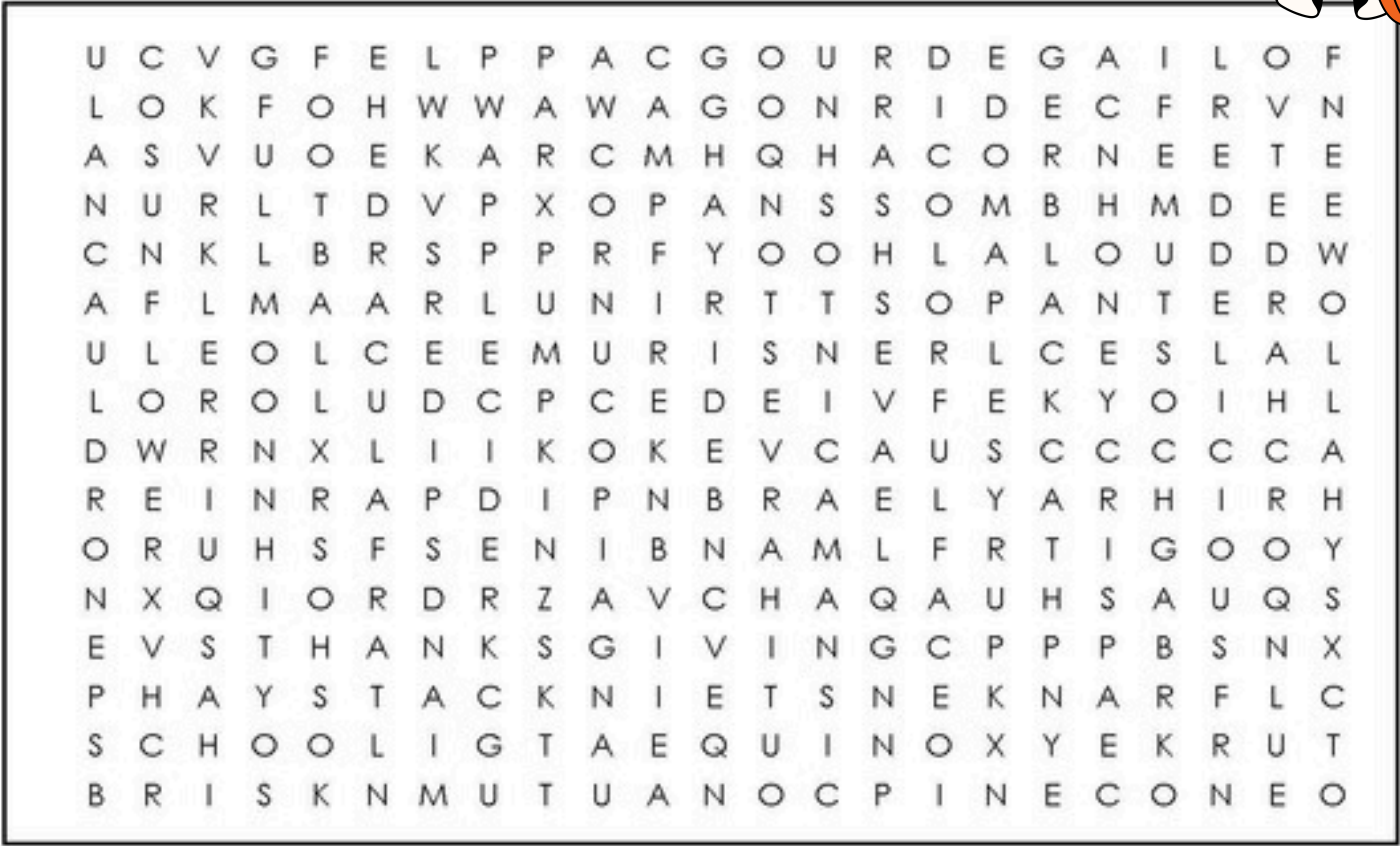 U C V G F E L P P A C G O U R D E G A I L O F
L O K F O H W W A W A G O N R I D E C F R V N
A S V U O E K A R C M H Q H A C O R N E E T E
N U R L T D V P X O P A N S S O M B H M D E E
C N K L B R S P P R F Y O O H L A L O U D D W
A F L M A A R L U N I R T T S O P A N T E R O
U L E O L C E E M U R I S N E R L C E S L A L
L O R O L U D C P C E D E I V F E K Y O I H L
D W R N X L I I K O K E V C A U S C C C C C A
R E I N R A P D I P N B R A E L Y A R H I R H
O R U H S F S E N I B N A M L F R T I G O O Y
N X Q I O R D R Z A V C H A Q A U H S A U Q S
E V S T H A N K S G I V I N G C P P P B S N X
P H A Y S T A C K N I E T S N E K N A R F L C
S C H O O L I G T A E Q U I N O X Y E K R U T
B R I S K N M U T U A N O C P I N E C O N E O